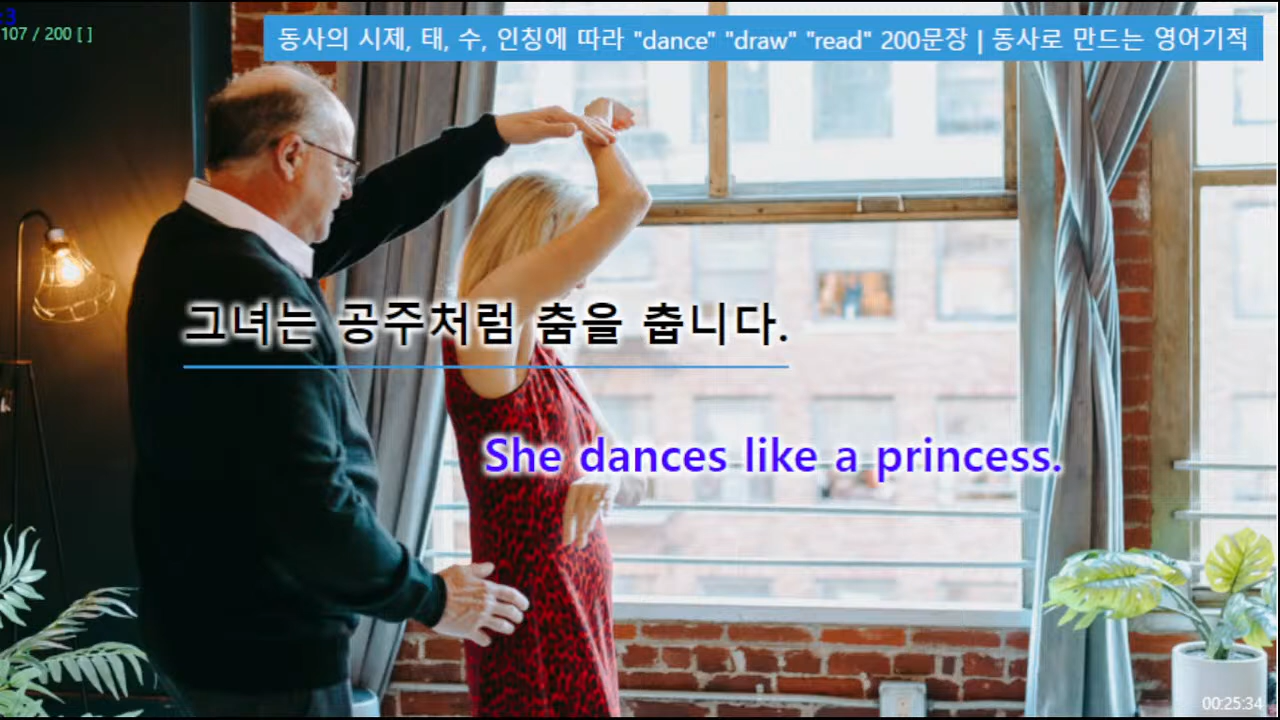 :3
107 / 200 [ ]
동사의 시제, 태, 수, 인칭에 따라 "dance" "draw" "read" 200문장 | 동사로 만드는 영어기적
그녀는 공주처럼 춤을 춥니다.
She dances like a princess.
00:25:34